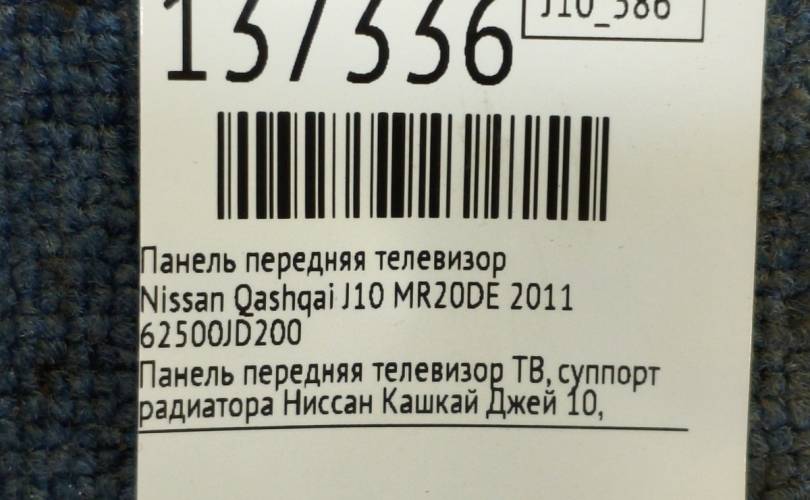 137336
J10_386
Панель передняя телевизор
Nissan Qashqai J10 MR20DE 2011
62500JD200
Панель передняя телевизор ТВ, суппорт
радиатора Ниссан Кашкай Джей 10,